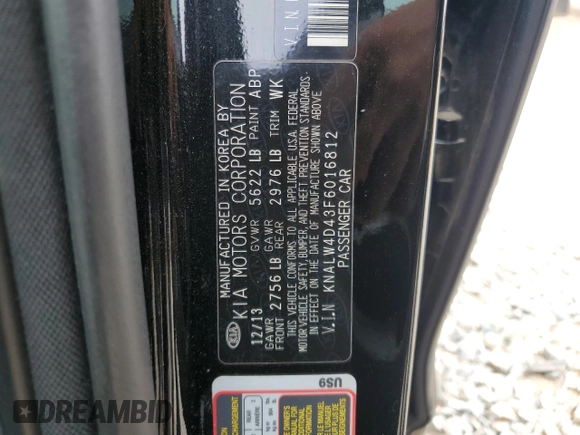 MANUFACTURED IN KOREA BY
KIA MOTORS CORPORATION
12/13 GVWR 5622 LB PAINT ABP
GAWR FRONT 2756 LB GAWR REAR 2976 LB TRIM WK
THIS VEHICLE CONFORMS TO ALL APPLICABLE U.S.A. FEDERAL
MOTOR VEHICLE SAFETY, BUMPER, AND THEFT PREVENTION STANDARDS
IN EFFECT ON THE DATE OF MANUFACTURE SHOWN ABOVE
V.I.N KNALW4D43F6016812
PASSENGER CAR
KIA
V.I.N
US9
DREAMBID